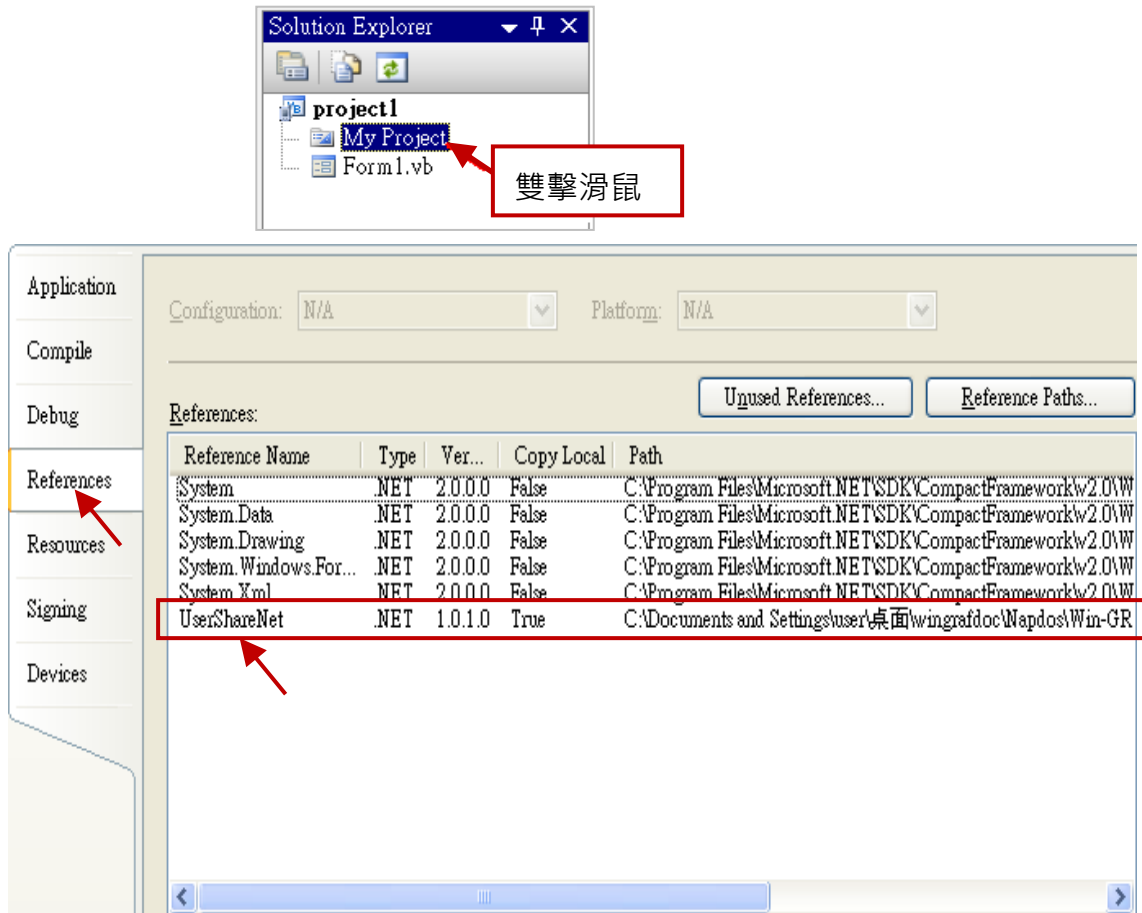 Solution Explorer
project1
My Project
Form1.vb
雙擊滑鼠
Application
Compile
Debug
References
Resources
Signing
Devices
Configuration: N/A Platform: N/A
Unused References... Reference Paths...
References:
Reference Name Type Ver... Copy Local Path
System .NET 2.0.0.0 False C:\Program Files\Microsoft.NET\SDK\CompactFramework\v2.0\W
System.Data .NET 2.0.0.0 False C:\Program Files\Microsoft.NET\SDK\CompactFramework\v2.0\W
System.Drawing .NET 2.0.0.0 False C:\Program Files\Microsoft.NET\SDK\CompactFramework\v2.0\W
System.Windows.For... .NET 2.0.0.0 False C:\Program Files\Microsoft.NET\SDK\CompactFramework\v2.0\W
System.Xml .NET 2.0.0.0 False C:\Program Files\Microsoft.NET\SDK\CompactFramework\v2.0\W
UserShareNet .NET 1.0.1.0 True C:\Documents and Settings\user\桌面\wingrafdoc\Napdos\Win-GR